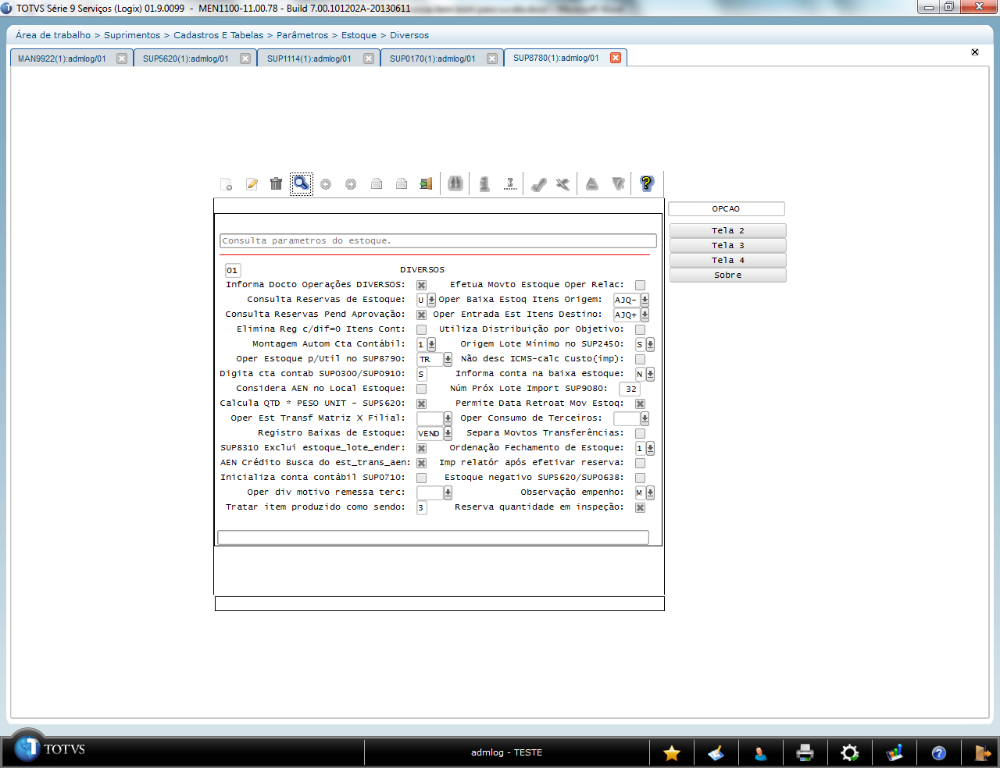 TOTVS Série 9 Serviços (Logix) 01.9.0099 - MEN1100-11.00.78 - Build 7.00.101202A-20130611
Área de trabalho > Suprimentos > Cadastros E Tabelas > Parâmetros > Estoque > Diversos
MAN9922(1):admlog/01 SUP5620(1):admlog/01 SUP1114(1):admlog/01 SUP0170(1):admlog/01 SUP8780(1):admlog/01
OPCAO
Tela 2
Tela 3
Tela 4
Sobre
Consulta parametros do estoque.
01 DIVERSOS
Informa Docto Operações DIVERSOS: Efetua Movto Estoque Oper Relac:
Consulta Reservas de Estoque: U Oper Baixa Estoq Itens Origem: AJQ-
Consulta Reservas Pend Aprovação: Oper Entrada Est Itens Destino: AJQ+
Elimina Reg c/dif=0 Itens Cont: Utiliza Distribuição por Objetivo:
Montagem Autom Cta Contábil: 1 Origem Lote Mínimo no SUP2450: S
Oper Estoque p/Util no SUP8790: TR Não desc ICMS-calc Custo(imp):
Digita cta contab SUP0300/SUP0910: S Informa conta na baixa estoque: N
Considera AEN no Local Estoque: Núm Próx Lote Import SUP9080: 32
Calcula QTD * PESO UNIT - SUP5620: Permite Data Retroat Mov Estoq:
Oper Est Transf Matriz X Filial: Oper Consumo de Terceiros:
Registro Baixas de Estoque: VEND Separa Movtos Transferências:
SUP8310 Exclui estoque_lote_ender: Ordenação Fechamento de Estoque: 1
AEN Crédito Busca do est_trans_aen: Imp relatór após efetivar reserva:
Inicializa conta contábil SUP0710: Estoque negativo SUP5620/SUP0638:
Oper div motivo remessa terc: Observação empenho: M
Tratar item produzido como sendo: 3 Reserva quantidade em inspeção:
TOTVS
admlog - TESTE